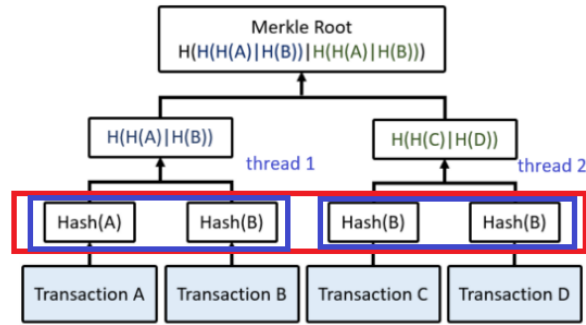 Merkle Root
H(H(H(A)|H(B))|H(H(A)|H(B)))
H(H(A)|H(B))
H(H(C)|H(D))
thread 1
thread 2
Hash(A)
Hash(B)
Hash(B)
Hash(B)
Transaction A
Transaction B
Transaction C
Transaction D